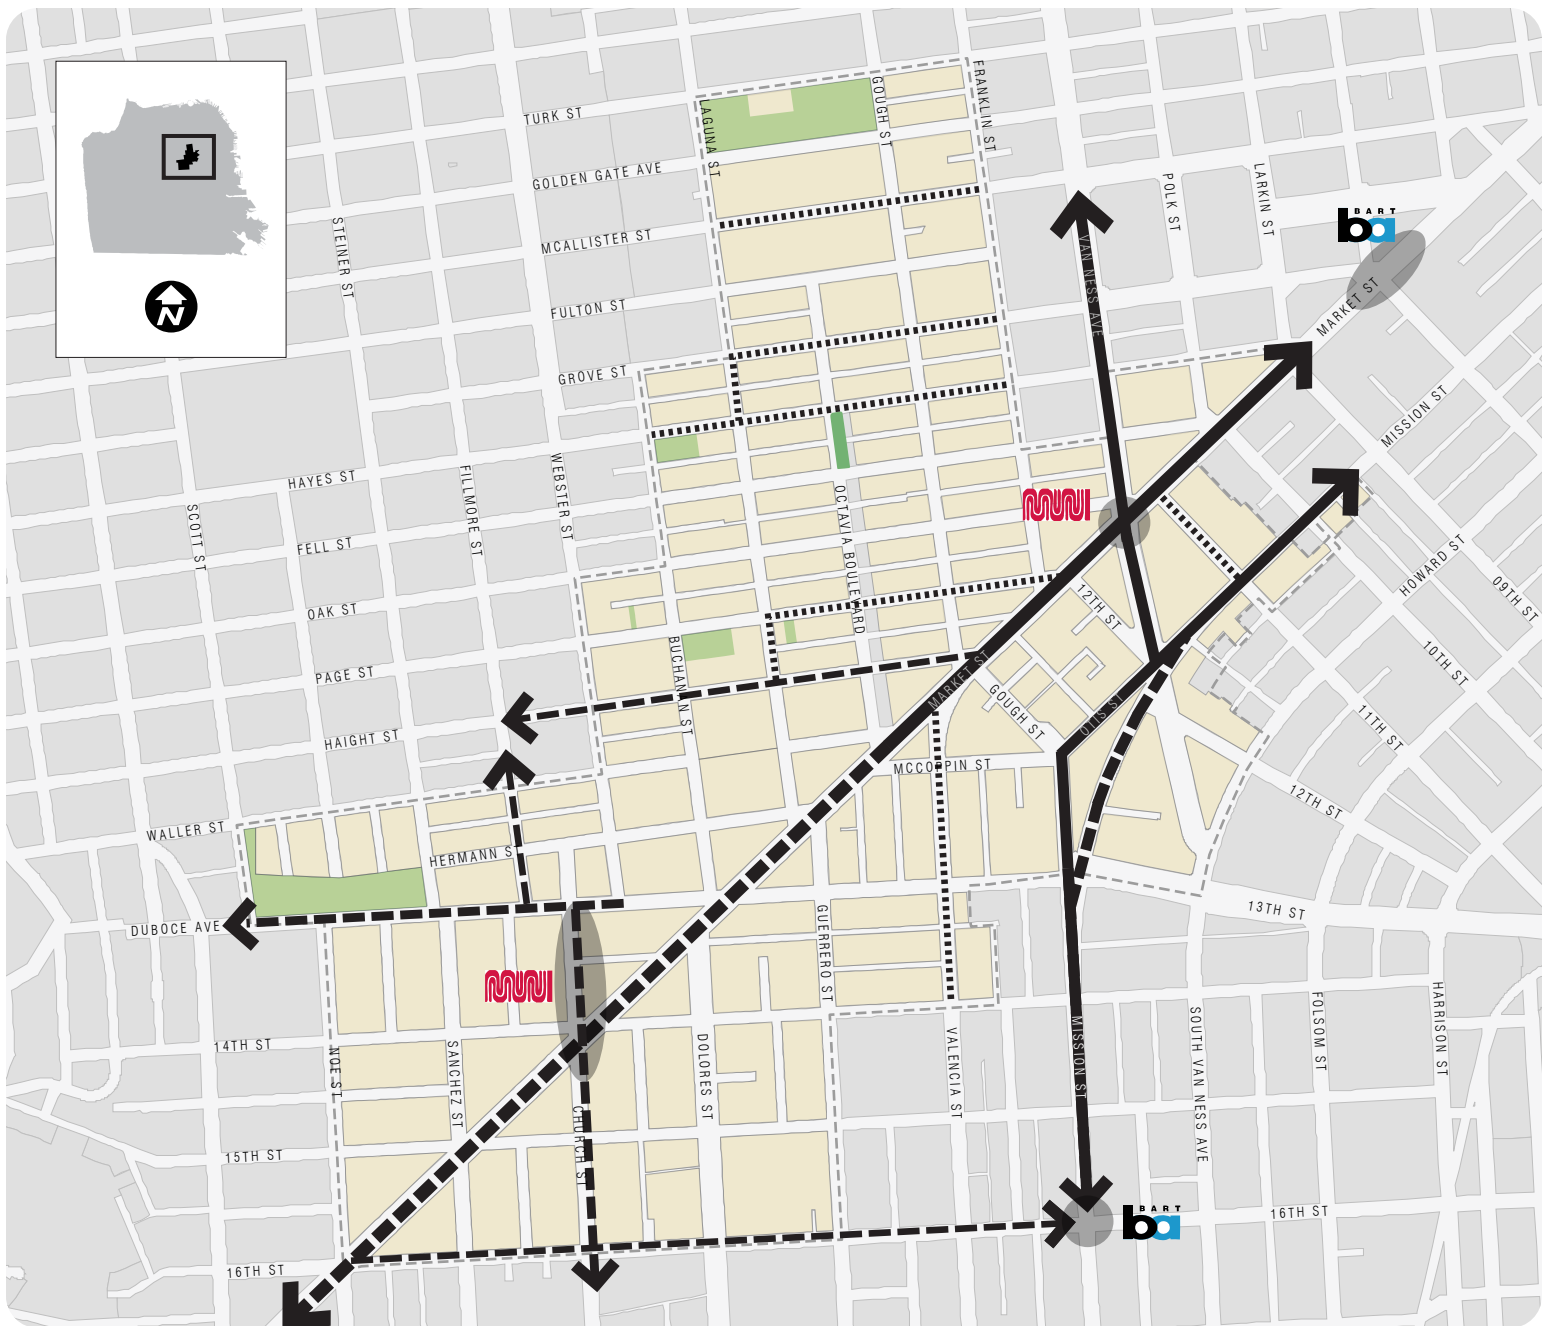 FRANKLIN ST
GOUGH ST
LAGUNA ST
TURK ST
GOLDEN GATE AVE
LARKIN ST
POLK ST
BART
ba
STEINER ST
MCALLISTER ST
VAN NESS AVE
N
FULTON ST
MARKET ST
GROVE ST
MISSION ST
HAYES ST
FILLMORE ST
WEBSTER ST
SCOTT ST
OCTAVIA BOULEVARD
MUNI
FELL ST
HOWARD ST
09TH ST
OAK ST
12TH ST
BUCHANAN ST
10TH ST
PAGE ST
MARKET ST
GOUGH ST
OTIS ST
11TH ST
HAIGHT ST
MCCOPPIN ST
12TH ST
WALLER ST
HERMANN ST
DUBOCE AVE
13TH ST
GUERRERO ST
MUNI
14TH ST
NOE ST
SANCHEZ ST
DOLORES ST
VALENCIA ST
MISSION ST
SOUTH VAN NESS AVE
FOLSOM ST
HARRISON ST
CHURCH ST
15TH ST
BART
ba
16TH ST
16TH ST